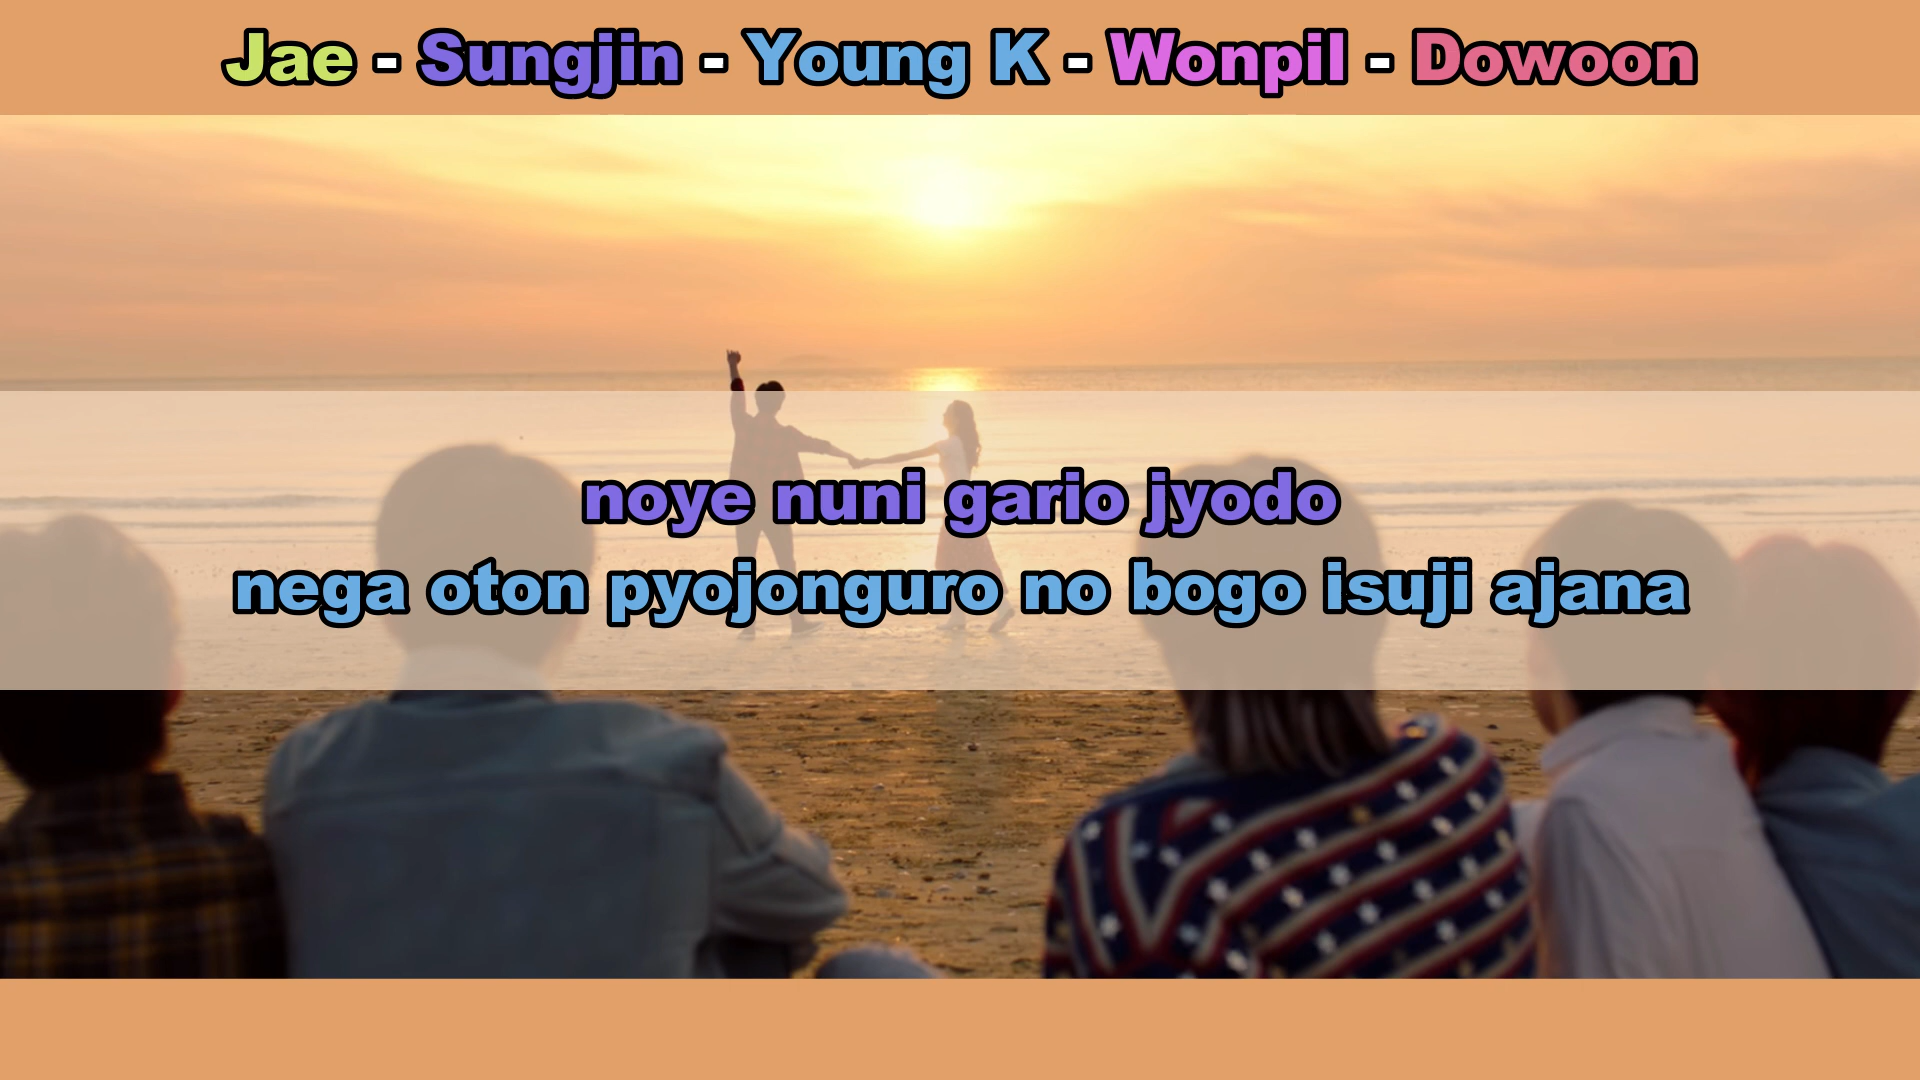 Jae - Sungjin - Young K - Wonpil - Dowoon
noye nuni gario jyodo
nega oton pyojonguro no bogo isuji ajana